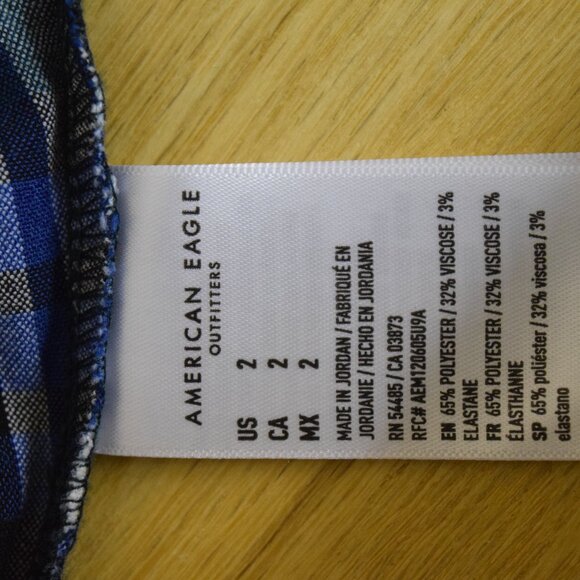 AMERICAN EAGLE
OUTFITTERS
US 2
CA 2
MX 2
MADE IN JORDAN / FABRIQUÉ EN
JORDANIE / HECHO EN JORDANIA
RN 54485 / CA 03873
RFC# AEM120605U9A
EN 65% POLYESTER / 32% VISCOSE / 3%
ELASTANE
FR 65% POLYESTER / 32% VISCOSE / 3%
ÉLASTHANNE
SP 65% poliéster / 32% viscosa / 3%
elastano